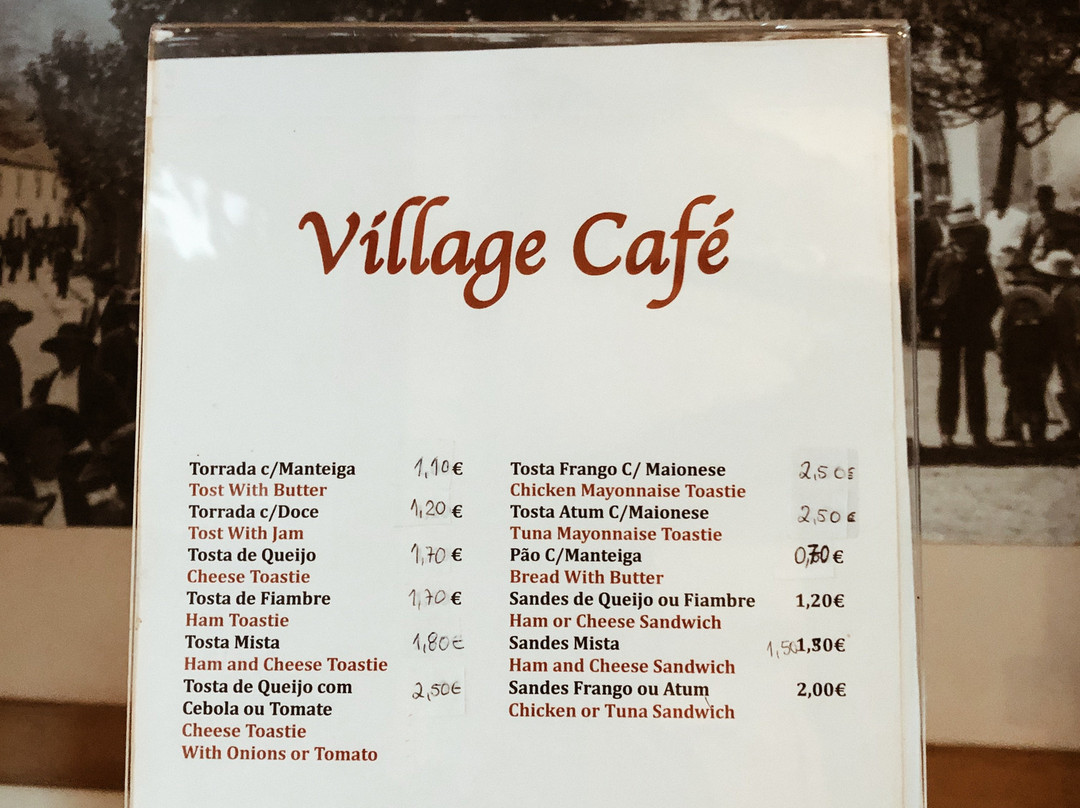 Village Café
Torrada c/Manteiga 1,10€
Tost With Butter
Torrada c/Doce 1,20€
Tost With Jam
Tosta de Queijo 1,70€
Cheese Toastie
Tosta de Fiambre 1,70€
Ham Toastie
Tosta Mista 1,80€
Ham and Cheese Toastie
Tosta de Queijo com 2,50€
Cebola ou Tomate
Cheese Toastie
With Onions or Tomato
Tosta Frango C/ Maionese 2,50€
Chicken Mayonnaise Toastie
Tosta Atum C/Maionese 2,50€
Tuna Mayonnaise Toastie
Pão C/Manteiga 0,70€
Bread With Butter
Sandes de Queijo ou Fiambre 1,20€
Ham or Cheese Sandwich
Sandes Mista 1,50
Ham and Cheese Sandwich
Sandes Frango ou Atum 2,00€
Chicken or Tuna Sandwich